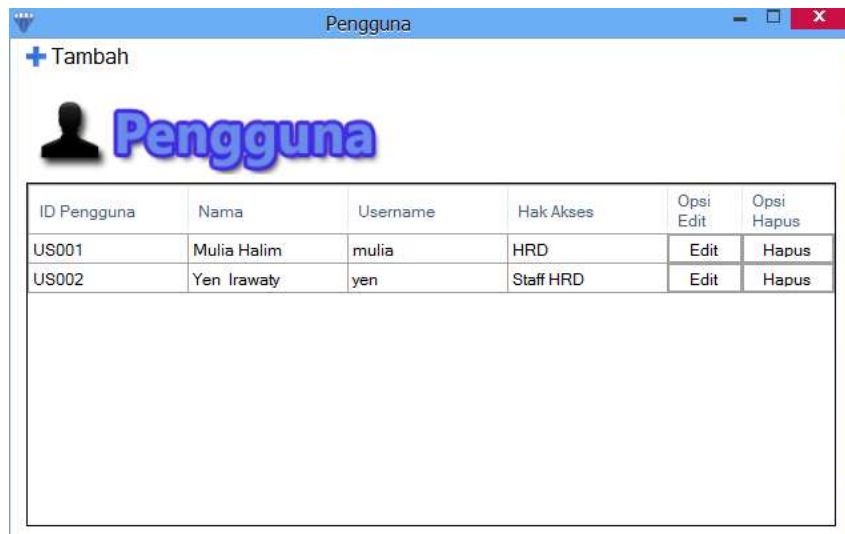 Pengguna
Tambah
Pengguna
ID Pengguna Nama Username Hak Akses Opsi Edit Opsi Hapus
US001 Mulia Halim mulia HRD Edit Hapus
US002 Yen Irawaty yen Staff HRD Edit Hapus